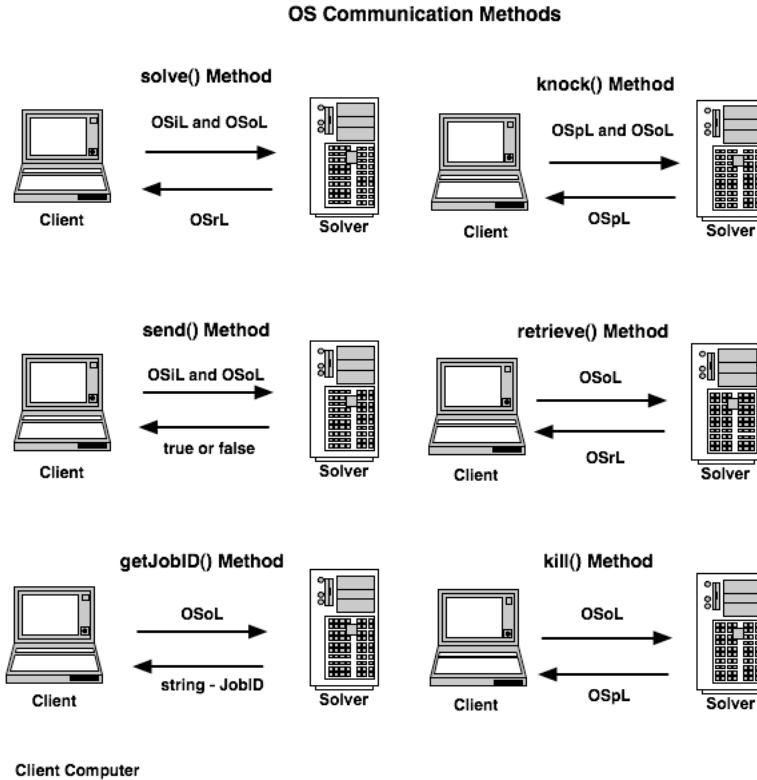 OS Communication Methods
solve() Method
OSiL and OSoL
OSrL
Client
Solver
knock() Method
OSpL and OSoL
OSpL
Client
Solver
send() Method
OSiL and OSoL
true or false
Client
Solver
retrieve() Method
OSoL
OSrL
Client
Solver
getJobID() Method
OSoL
string - JobID
Client
Solver
kill() Method
OSoL
OSpL
Client
Solver
Client Computer